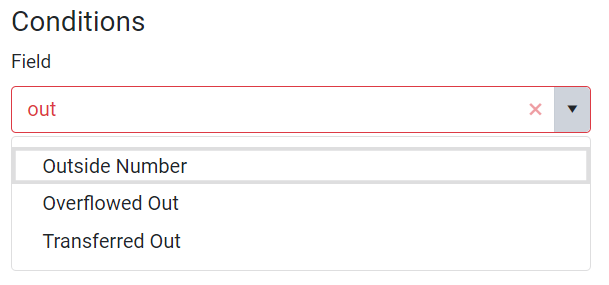 Conditions
Field
out
Outside Number
Overflowed Out
Transferred Out